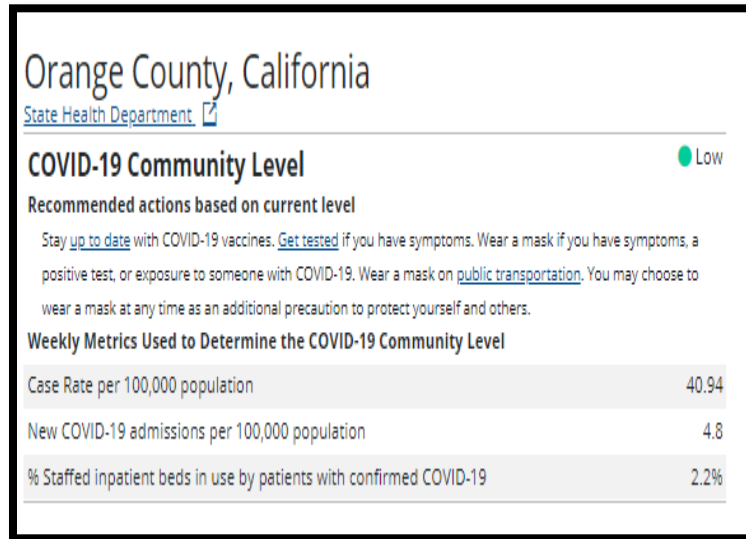 Orange County, California
State Health Department
COVID-19 Community Level
Low
Recommended actions based on current level
Stay up to date with COVID-19 vaccines. Get tested if you have symptoms. Wear a mask if you have symptoms, a
positive test, or exposure to someone with COVID-19. Wear a mask on public transportation. You may choose to
wear a mask at any time as an additional precaution to protect yourself and others.
Weekly Metrics Used to Determine the COVID-19 Community Level
Case Rate per 100,000 population 40.94
New COVID-19 admissions per 100,000 population 4.8
% Staffed inpatient beds in use by patients with confirmed COVID-19 2.2%